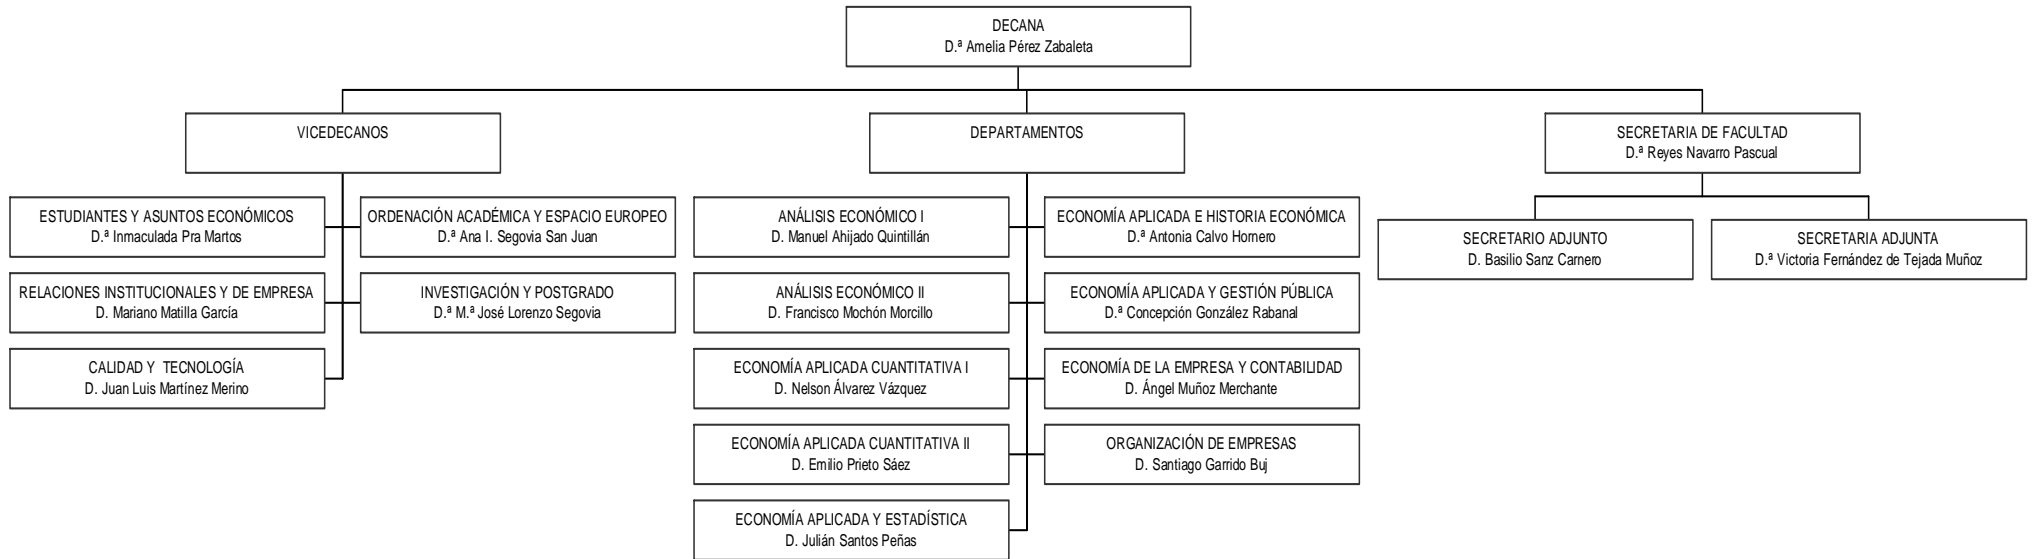 DECANA
D.ª Amelia Pérez Zabaleta
VICEDECANOS
DEPARTAMENTOS
SECRETARIA DE FACULTAD
D.ª Reyes Navarro Pascual
ESTUDIANTES Y ASUNTOS ECONÓMICOS
D.ª Inmaculada Pra Martos
ORDENACIÓN ACADÉMICA Y ESPACIO EUROPEO
D.ª Ana I. Segovia San Juan
RELACIONES INSTITUCIONALES Y DE EMPRESA
D. Mariano Matilla García
INVESTIGACIÓN Y POSTGRADO
D.ª M.ª José Lorenzo Segovia
CALIDAD Y TECNOLOGÍA
D. Juan Luis Martínez Merino
ANÁLISIS ECONÓMICO I
D. Manuel Ahijado Quintillán
ECONOMÍA APLICADA E HISTORIA ECONÓMICA
D.ª Antonia Calvo Hornero
ANÁLISIS ECONÓMICO II
D. Francisco Mochón Morcillo
ECONOMÍA APLICADA Y GESTIÓN PÚBLICA
D.ª Concepción González Rabanal
ECONOMÍA APLICADA CUANTITATIVA I
D. Nelson Álvarez Vázquez
ECONOMÍA DE LA EMPRESA Y CONTABILIDAD
D. Ángel Muñoz Merchante
ECONOMÍA APLICADA CUANTITATIVA II
D. Emilio Prieto Sáez
ORGANIZACIÓN DE EMPRESAS
D. Santiago Garrido Buj
ECONOMÍA APLICADA Y ESTADÍSTICA
D. Julián Santos Peñas
SECRETARIO ADJUNTO
D. Basilio Sanz Carnero
SECRETARIA ADJUNTA
D.ª Victoria Fernández de Tejada Muñoz